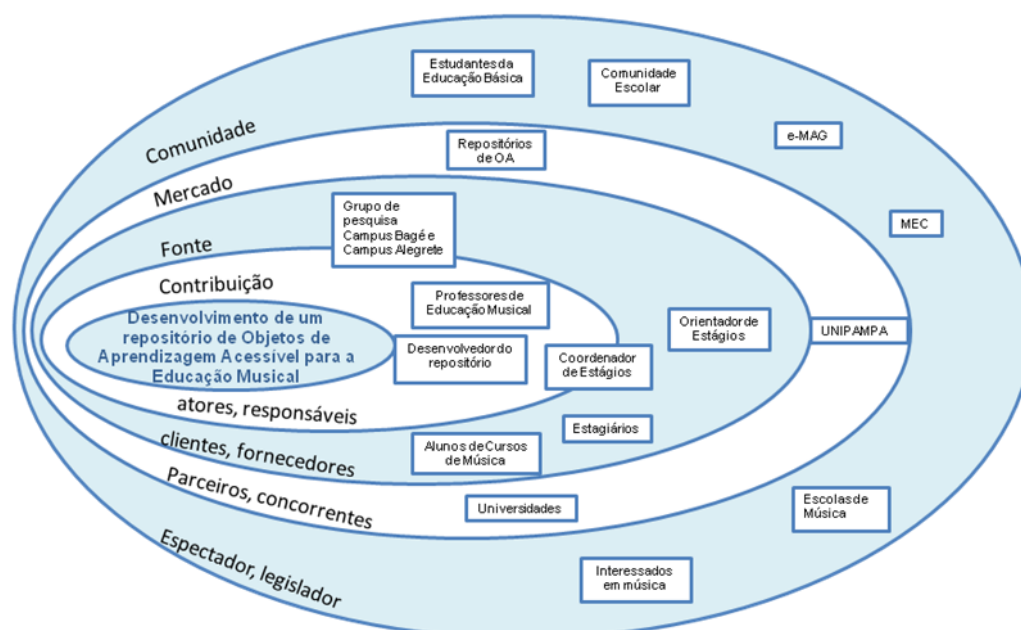 Estudantes da
Educação Básica
Comunidade
Escolar
e-MAG
MEC
Comunidade
Repositórios
de OA
Mercado
Grupo de
pesquisa
Campus Bagé e
Campus Alegrete
Fonte
Contribuição
Professores de
Educação Musical
Orientador de
Estágios
UNIPAMPA
Desenvolvimento de um
repositório de Objetos de
Aprendizagem Acessível para a
Educação Musical
Desenvolvedor do
repositório
Coordenador
de Estágios
atores, responsáveis
Estagiários
clientes, fornecedores
Alunos de Cursos
de Música
Parceiros, concorrentes
Universidades
Escolas de
Música
Espectador, legislador
Interessados
em música